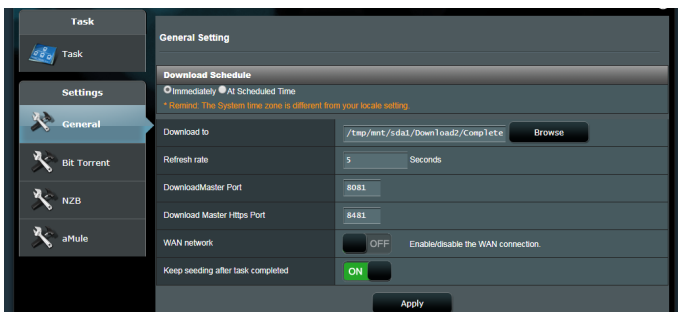 Task
Task
Settings
General
Bit Torrent
NZB
aMule
General Setting
Download Schedule
Immediately At Scheduled Time
* Remind: The System time zone is different from your locale setting.
Download to /tmp/mnt/sda1/Download2/Complete Browse
Refresh rate 5 Seconds
DownloadMaster Port 8081
Download Master Https Port 8481
WAN network OFF Enable/disable the WAN connection.
Keep seeding after task completed ON
Apply